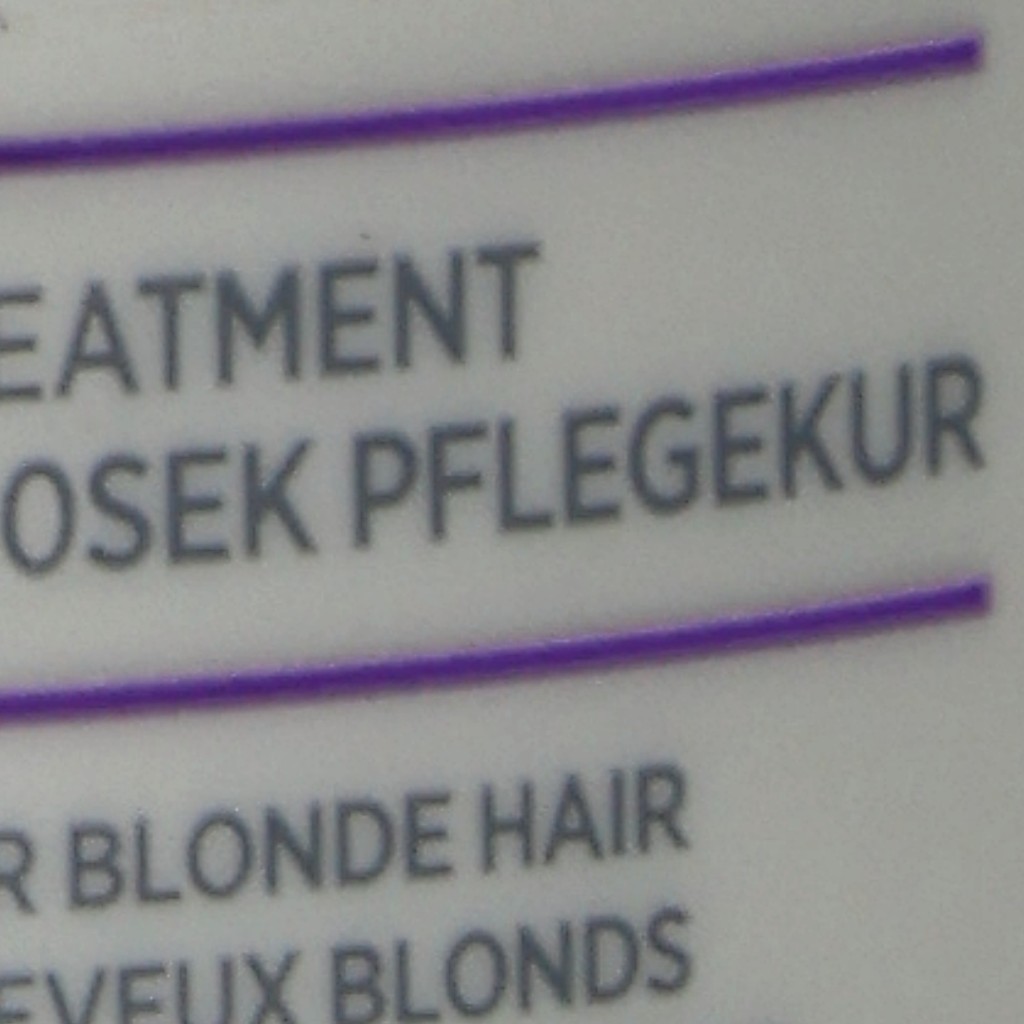 EATMENT
OSEK PFLEGEKUR
R BLONDE HAIR
EVEUX BLONDS